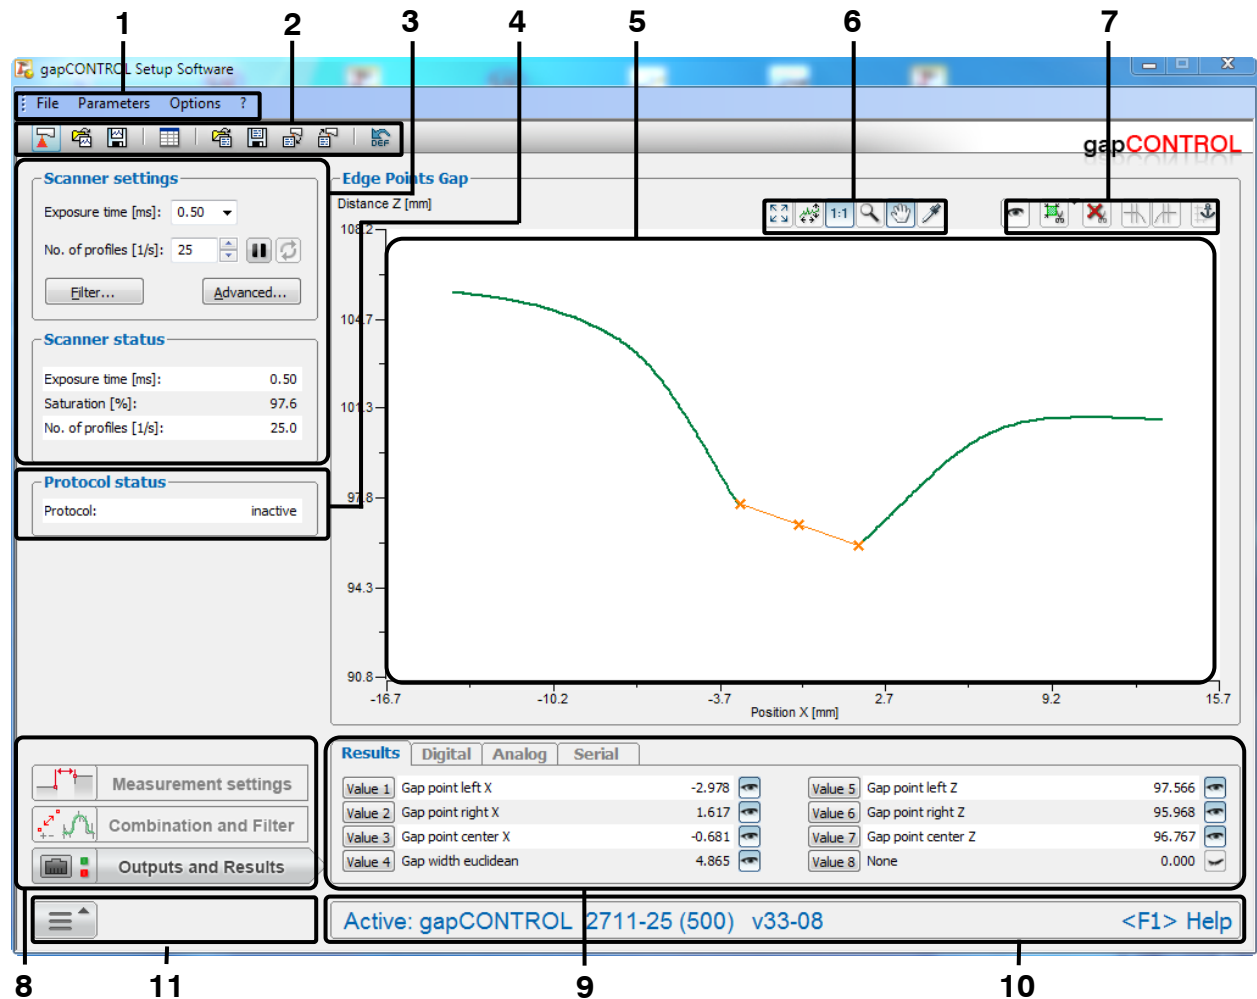 1 2 3 4 5 6 7
gapCONTROL Setup Software
File Parameters Options ?
DEF
gapCONTROL
Scanner settings
Exposure time [ms]: 0.50
No. of profiles [1/s]: 25
Filter... Advanced...
Scanner status
Exposure time [ms]: 0.50
Saturation [%]: 97.6
No. of profiles [1/s]: 25.0
Protocol status
Protocol: inactive
Edge Points Gap
Distance Z [mm]
1:1
108.2
104.7
101.3
97.8
94.3
90.8
-16.7 -10.2 -3.7 2.7 9.2 15.7
Position X [mm]
Measurement settings
Combination and Filter
Outputs and Results
Results Digital Analog Serial
Value 1 Gap point left X -2.978 Value 5 Gap point left Z 97.566
Value 2 Gap point right X 1.617 Value 6 Gap point right Z 95.968
Value 3 Gap point center X -0.681 Value 7 Gap point center Z 96.767
Value 4 Gap width euclidean 4.865 Value 8 None 0.000
Active: gapCONTROL 2711-25 (500) v33-08 <F1> Help
8 11 9 10